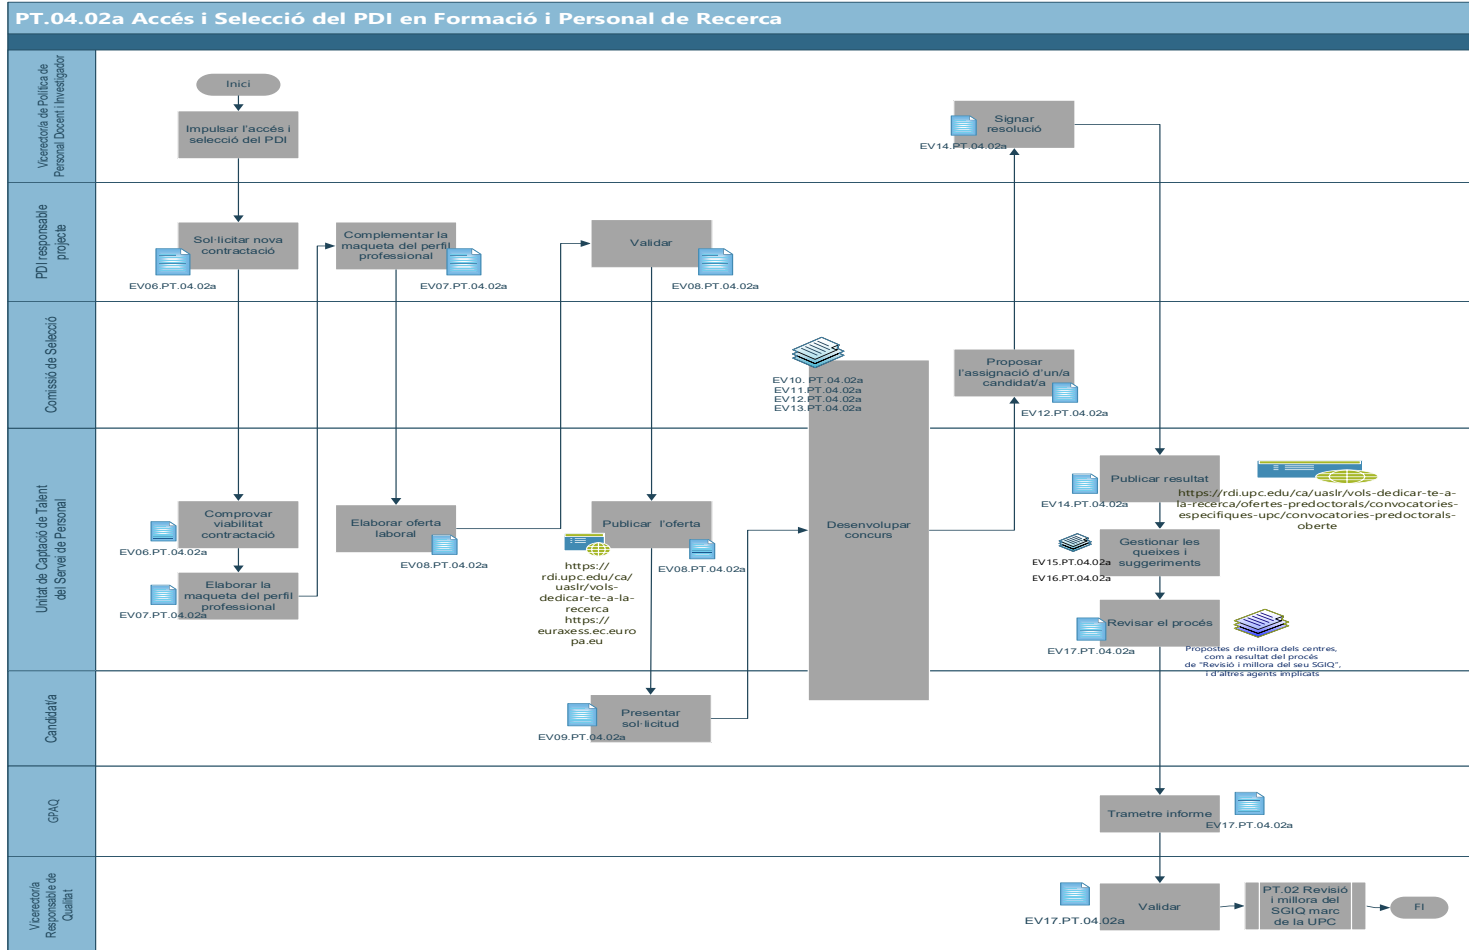 PT.04.02a Accés i Selecció del PDI en Formació i Personal de Recerca
Vicerector/a de Política de
Personal Docent i Investigador
Inici
Impulsar l'accés i
selecció del PDI
Signar
resolució
EV14.PT.04.02a
PDI responsable
projecte
Sol·licitar nova
contractació
EV06.PT.04.02a
Complementar la
maqueta del perfil
professional
EV07.PT.04.02a
Validar
EV08.PT.04.02a
Comissió de Selecció
EV10. PT.04.02a
EV11.PT.04.02a
EV12.PT.04.02a
EV13.PT.04.02a
Proposar
l'assignació d'un/a
candidat/a
EV12.PT.04.02a
Unitat de Captació de Talent
del Servei de Personal
Comprovar
viabilitat
contractació
EV06.PT.04.02a
Elaborar la
maqueta del perfil
professional
EV07.PT.04.02a
Elaborar oferta
laboral
EV08.PT.04.02a
Publicar l'oferta
EV08.PT.04.02a
https://
rdi.upc.edu/ca/
uaslr/vols-
dedicar-te-a-la-
recerca
https://
euraxess.ec.euro
pa.eu
Desenvolupar
concurs
Publicar resultat
EV14.PT.04.02a
https://rdi.upc.edu/ca/uaslr/vols-dedicar-te-a-
la-recerca/ofertes-predoctorals/convocatories-
especifiques-upc/convocatories-predoctorals-
oberte
Gestionar les
queixes i
suggeriments
EV15.PT.04.02a
EV16.PT.04.02a
Revisar el procés
EV17.PT.04.02a
Propostes de millora dels centres,
com a resultat del procés
de "Revisió i millora del seu SGIQ",
i d'altres agents implicats
Candidat/a
Presentar
sol·licitud
EV09.PT.04.02a
GPAQ
Trametre informe
EV17.PT.04.02a
Vicerector/a
Responsable de
Qualitat
Validar
EV17.PT.04.02a
PT.02 Revisió
i millora del
SGIQ marc
de la UPC
FI